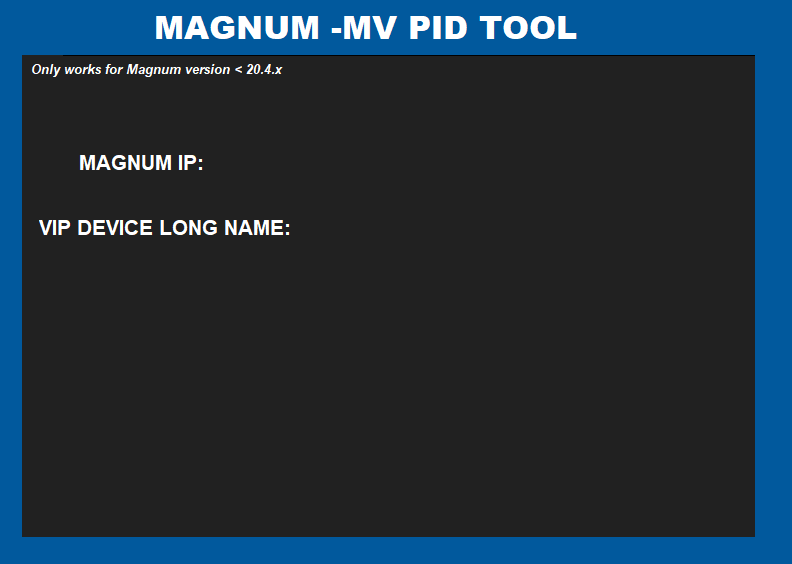 MAGNUM -MV PID TOOL
Only works for Magnum version < 20.4.x
MAGNUM IP:
VIP DEVICE LONG NAME: